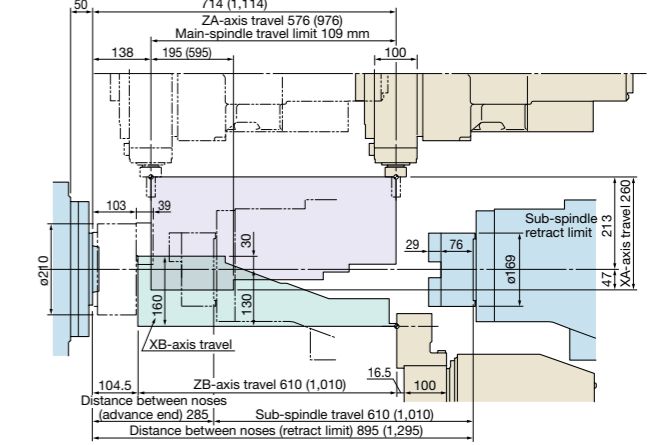 50
714 (1,114)
ZA-axis travel 576 (976)
Main-spindle travel limit 109 mm
138
195 (595)
100
103
39
Sub-spindle
retract limit
213
XA-axis travel 260
30
29
76
ø210
ø169
47
160
130
XB-axis travel
16.5
104.5
ZB-axis travel 610 (1,010)
100
Distance between noses
(advance end) 285
Sub-spindle travel 610 (1,010)
Distance between noses (retract limit) 895 (1,295)